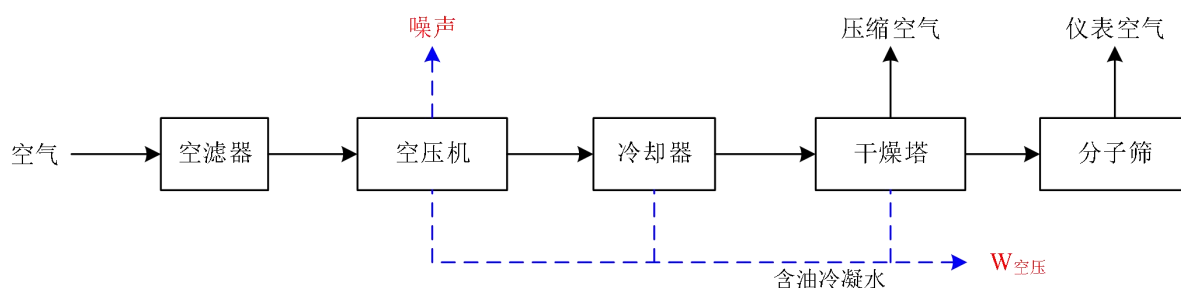 噪声
压缩空气
仪表空气
空气
空滤器
空压机
冷却器
干燥塔
分子筛
含油冷凝水
W空压